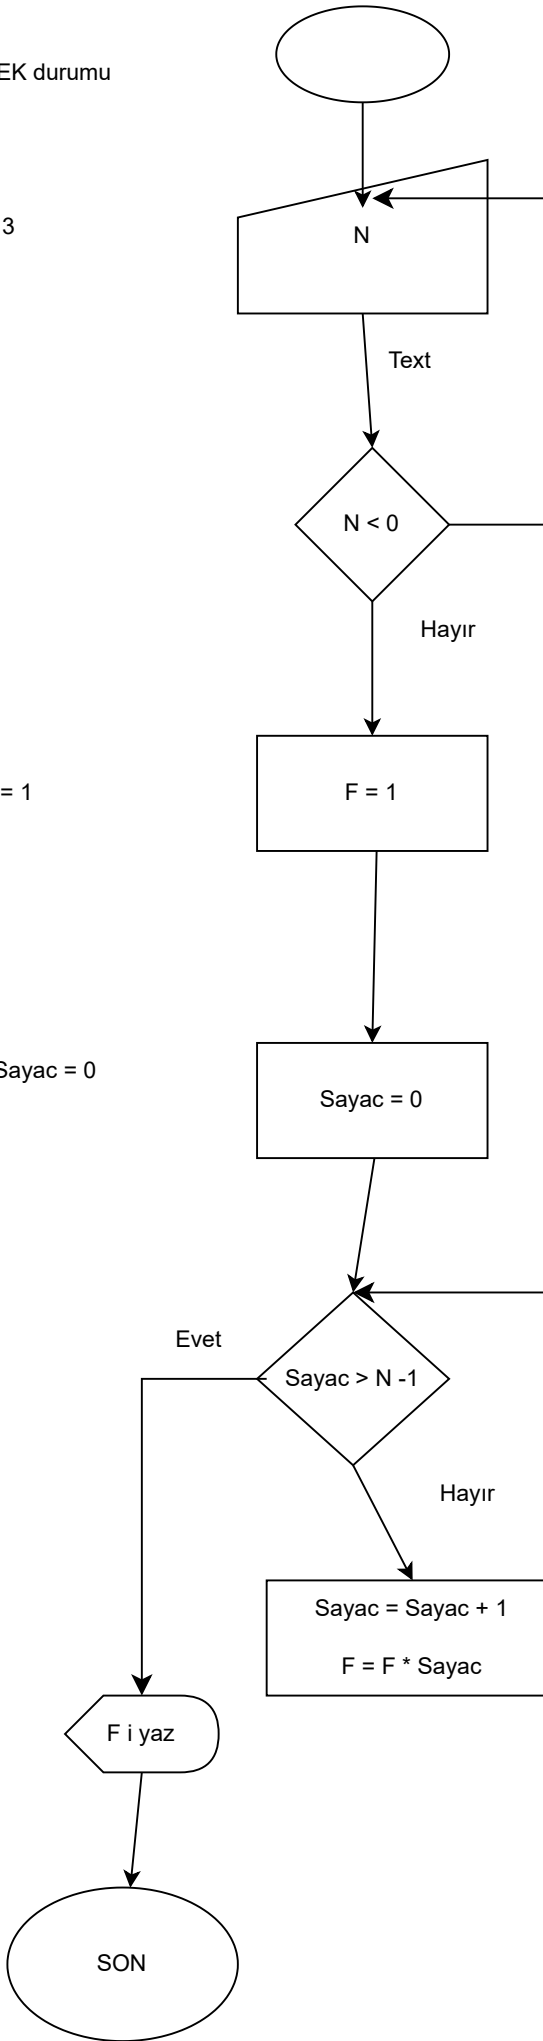 EK durumu
3
N
Text
N < 0
Hayır
= 1
F = 1
Sayac = 0
Sayac = 0
Evet
Sayac > N -1
Hayır
Sayac = Sayac + 1
F = F * Sayac
F i yaz
SON